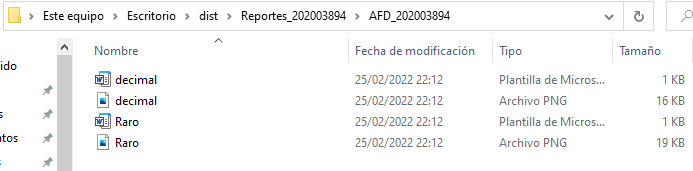 Este equipo > Escritorio > dist > Reportes_202003894 > AFD_202003894
Nombre Fecha de modificación Tipo Tamaño
ido
decimal 25/02/2022 22:12 Plantilla de Micros... 1 KB
decimal 25/02/2022 22:12 Archivo PNG 16 KB
s
Raro 25/02/2022 22:12 Plantilla de Micros... 1 KB
ntos
Raro 25/02/2022 22:12 Archivo PNG 19 KB
s